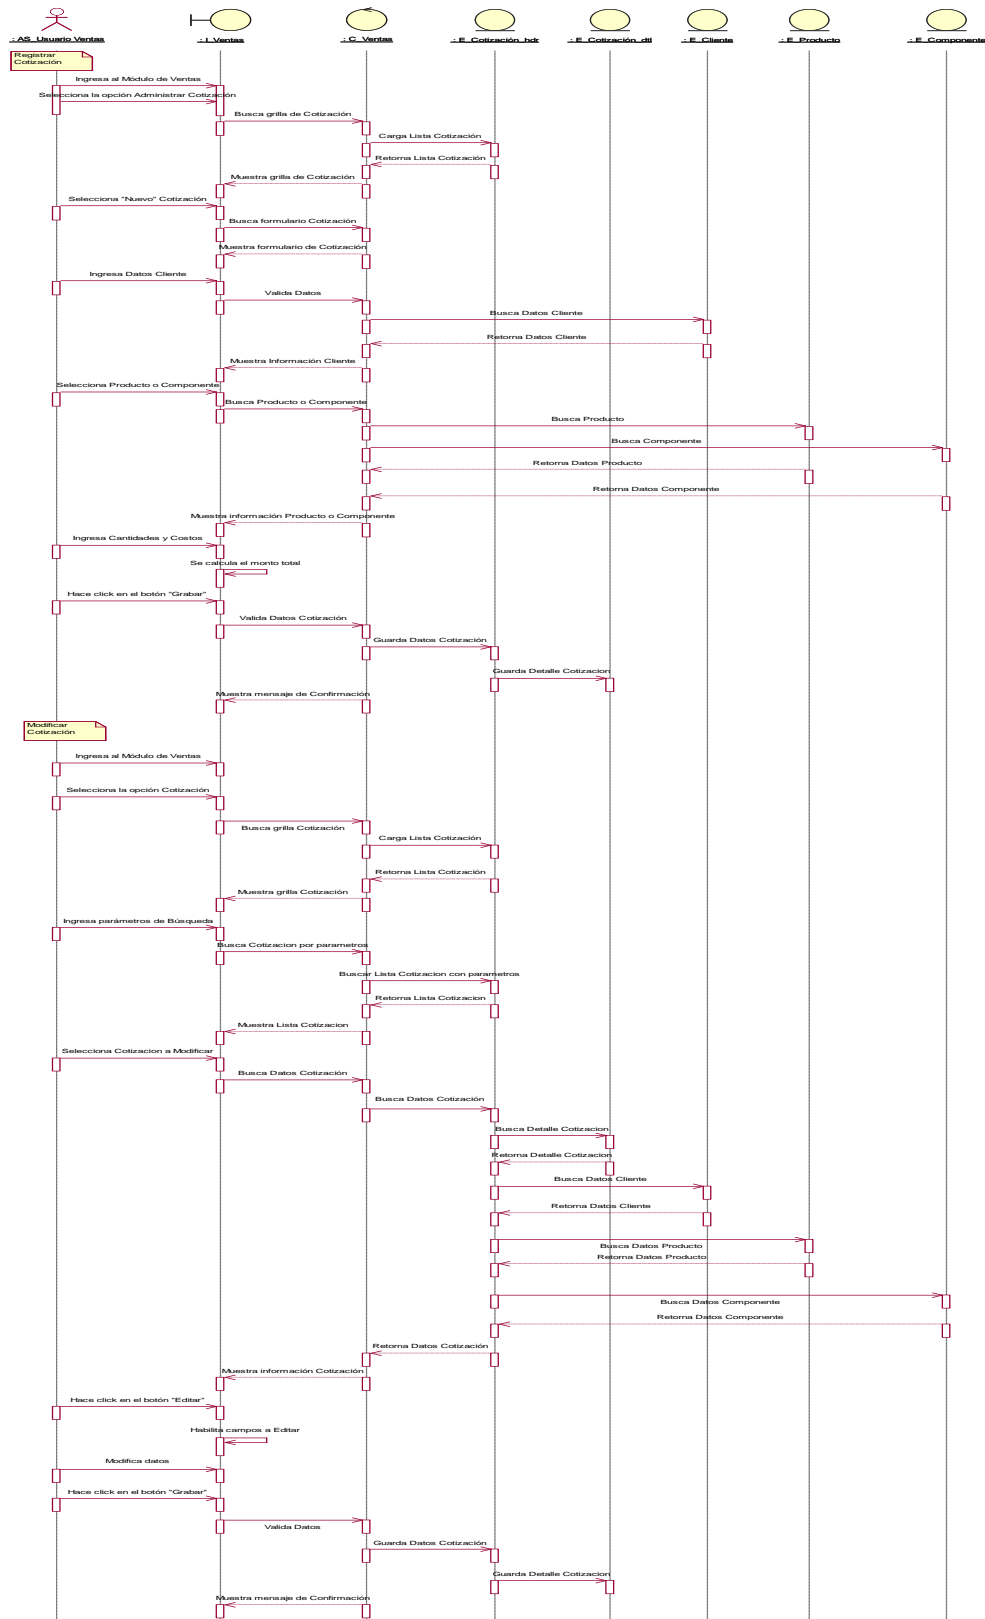 : AS_Usuario Ventas
: I_Ventas
: C_Ventas
: E_Cotización_hdr
: E_Cotización_dtl
: E_Cliente
: E_Producto
: E_Componente
Registrar
Cotización
Ingresa al Módulo de Ventas
Selecciona la opción Administrar Cotización
Busca grilla de Cotización
Carga Lista Cotización
Retorna Lista Cotización
Muestra grilla de Cotización
Selecciona "Nuevo" Cotización
Busca formulario Cotización
Muestra formulario de Cotización
Ingresa Datos Cliente
Valida Datos
Busca Datos Cliente
Retorna Datos Cliente
Muestra Información Cliente
Selecciona Producto o Componente
Busca Producto o Componente
Busca Producto
Busca Componente
Retorna Datos Producto
Retorna Datos Componente
Muestra información Producto o Componente
Ingresa Cantidades y Costos
Se calcula el monto total
Hace click en el botón "Grabar"
Valida Datos Cotización
Guarda Datos Cotización
Guarda Detalle Cotizacion
Muestra mensaje de Confirmación
Modificar
Cotización
Ingresa al Módulo de Ventas
Selecciona la opción Cotización
Busca grilla Cotización
Carga Lista Cotización
Retorna Lista Cotización
Muestra grilla Cotización
Ingresa parámetros de Búsqueda
Busca Cotizacion por parametros
Buscar Lista Cotizacion con parametros
Retorna Lista Cotizacion
Muestra Lista Cotizacion
Selecciona Cotizacion a Modificar
Busca Datos Cotización
Busca Datos Cotización
Busca Detalle Cotizacion
Retorna Detalle Cotizacion
Busca Datos Cliente
Retorna Datos Cliente
Busca Datos Producto
Retorna Datos Producto
Busca Datos Componente
Retorna Datos Componente
Retorna Datos Cotización
Muestra información Cotización
Hace click en el botón "Editar"
Habilita campos a Editar
Modifica datos
Hace click en el botón "Grabar"
Valida Datos
Guarda Datos Cotización
Guarda Detalle Cotizacion
Muestra mensaje de Confirmación